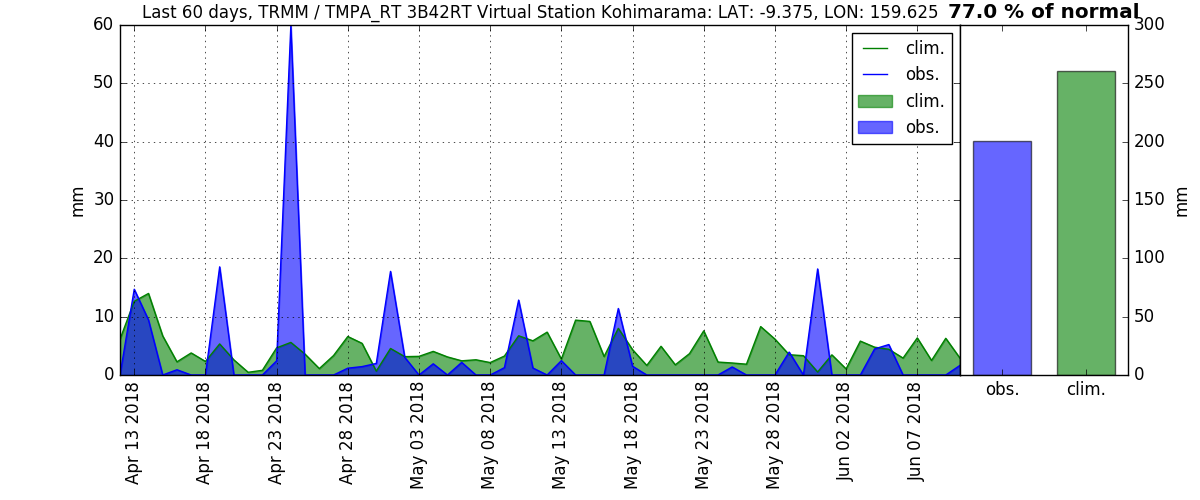 Last 60 days, TRMM / TMPA_RT 3B42RT Virtual Station Kohimarama: LAT: -9.375, LON: 159.625 77.0 % of normal
60
50
40
30
20
10
0
mm
clim.
obs.
clim.
obs.
300
250
200
150
100
50
0
mm
Apr 13 2018
Apr 18 2018
Apr 23 2018
Apr 28 2018
May 03 2018
May 08 2018
May 13 2018
May 18 2018
May 23 2018
May 28 2018
Jun 02 2018
Jun 07 2018
obs.
clim.